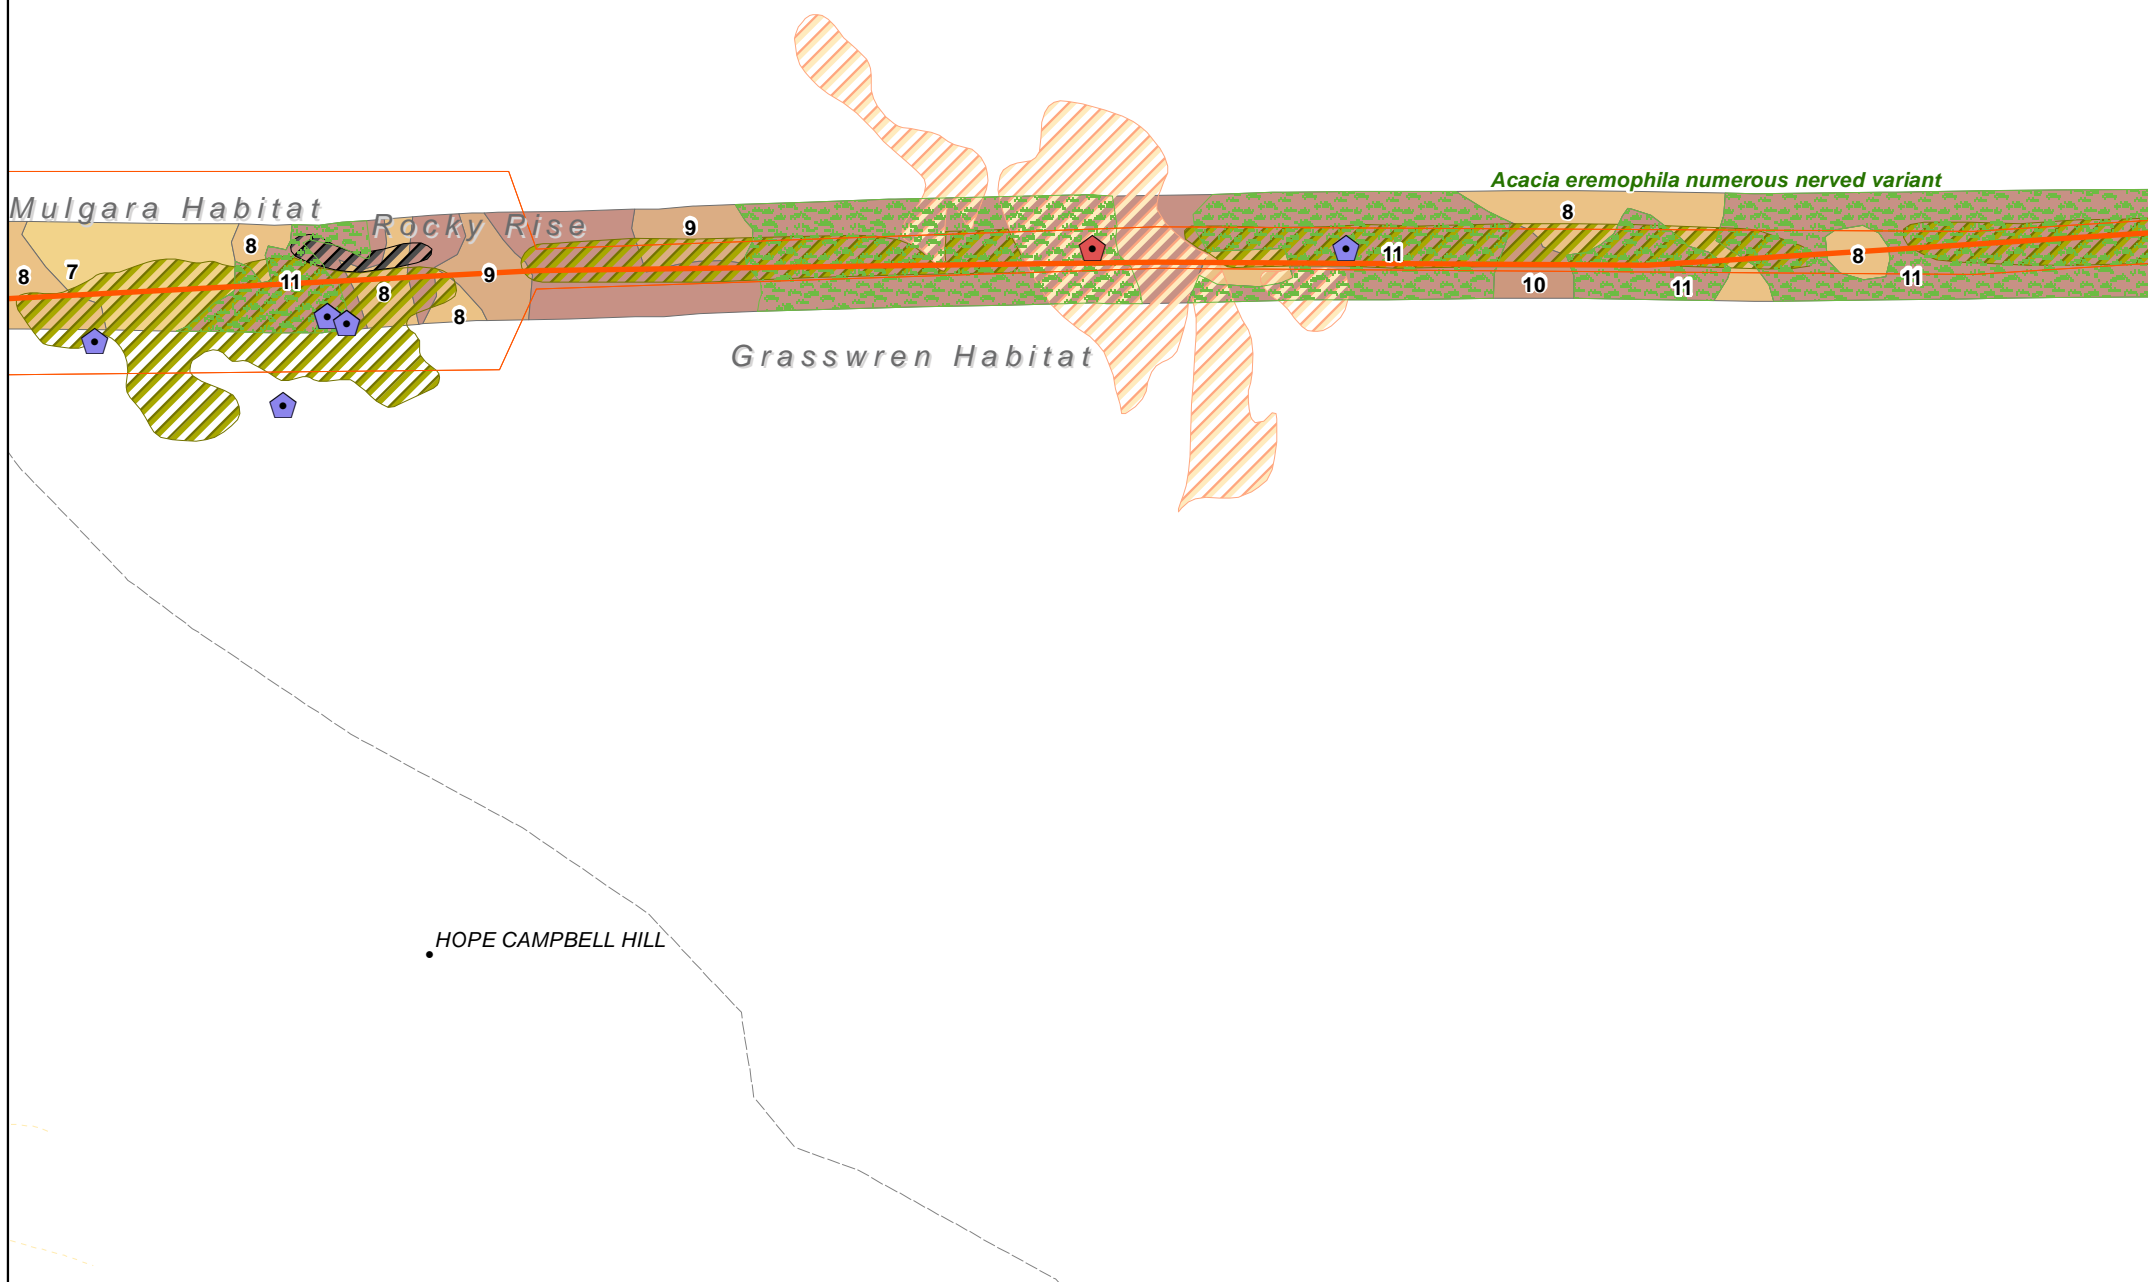 Acacia eremophila numerous nerved variant
Mulgara Habitat
Rocky Rise
9
8
8
7
8
11
8
9
8
11
8
10
11
11
Grasswren Habitat
HOPE CAMPBELL HILL